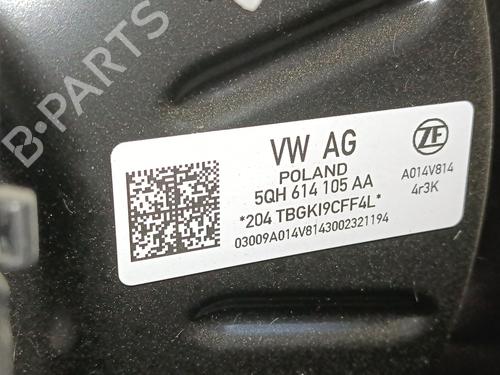 B-PARTS
VW AG
POLAND
5QH 614 105 AA
*204 TBGKI9CFF4L*
03009A014V8143002321194
ZF
A014V814
4r3K